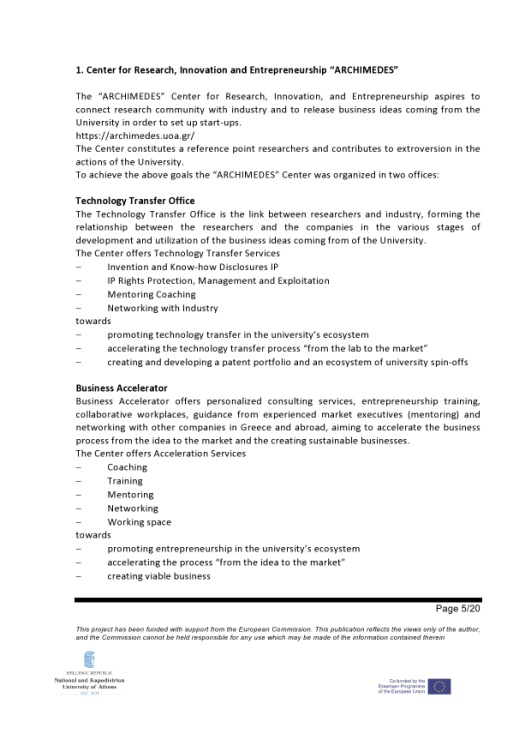 1. Center for Research, Innovation and Entrepreneurship "ARCHIMEDES"
The "ARCHIMEDES" Center for Research, Innovation, and Entrepreneurship aspires to
connect research community with industry and to release business ideas coming from the
University in order to set up start-ups.
https://archimedes.uoa.gr/
The Center constitutes a reference point researchers and contributes to extroversion in the
actions of the University.
To achieve the above goals the "ARCHIMEDES" Center was organized in two offices:
Technology Transfer Office
The Technology Transfer Office is the link between researchers and industry, forming the
relationship between the researchers and the companies in the various stages of
development and utilization of the business ideas coming from of the University.
The Center offers Technology Transfer Services
– Invention and Know-how Disclosures IP
– IP Rights Protection, Management and Exploitation
– Mentoring Coaching
– Networking with Industry
towards
– promoting technology transfer in the university's ecosystem
– accelerating the technology transfer process "from the lab to the market"
– creating and developing a patent portfolio and an ecosystem of university spin-offs
Business Accelerator
Business Accelerator offers personalized consulting services, entrepreneurship training,
collaborative workplaces, guidance from experienced market executives (mentoring) and
networking with other companies in Greece and abroad, aiming to accelerate the business
process from the idea to the market and the creating sustainable businesses.
The Center offers Acceleration Services
– Coaching
– Training
– Mentoring
– Networking
– Working space
towards
– promoting entrepreneurship in the university's ecosystem
– accelerating the process "from the idea to the market"
– creating viable business
Page 5/20
This project has been funded with support from the European Commission. This publication reflects the views only of the author,
and the Commission cannot be held responsible for any use which may be made of the information contained therein
HELLENIC REPUBLIC
National and Kapodistrian
University of Athens
EST. 1837
Co-funded by the
Erasmus+ Programme
of the European Union